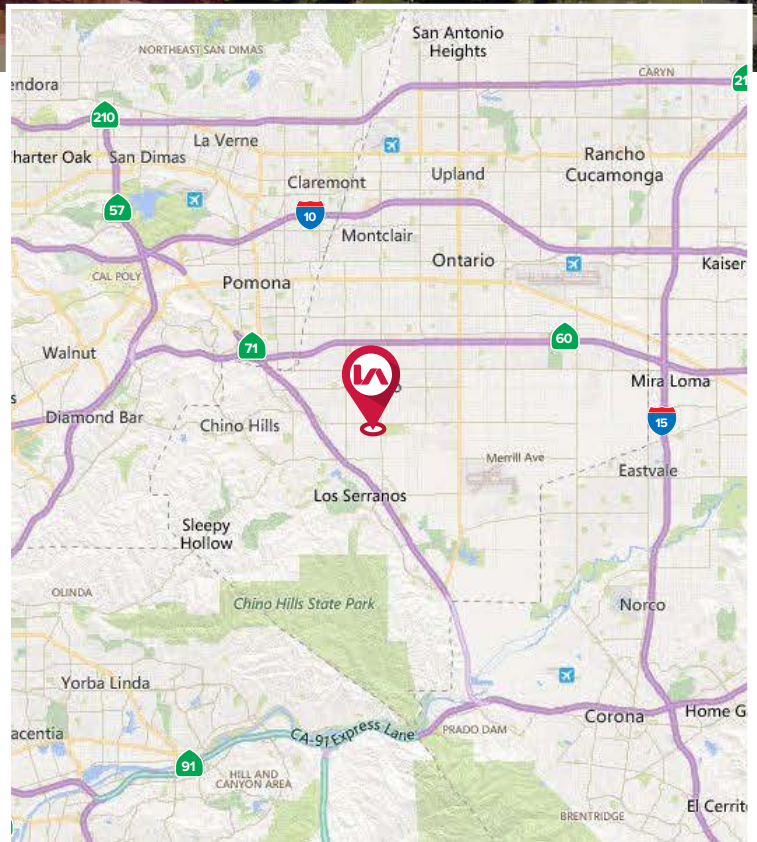 San Antonio
Heights
NORTHEAST SAN DIMAS
CARYN
endora
21
210
La Verne
harter Oak
San Dimas
Rancho
Cucamonga
Claremont
Upland
57
10
Montclair
Ontario
Kaiser
CAL POLY
Pomona
60
71
Walnut
Mira Loma
s
o
Diamond Bar
Chino Hills
15
Merrill Ave
Eastvale
Los Serranos
Sleepy
Hollow
OLINDA
Chino Hills State Park
Norco
Yorba Linda
Corona
Home G
acentia
CA-91 Express Lane
PRADO DAM
91
HILL AND
CANYON AREA
El Cerrit
BRENTRIDGE